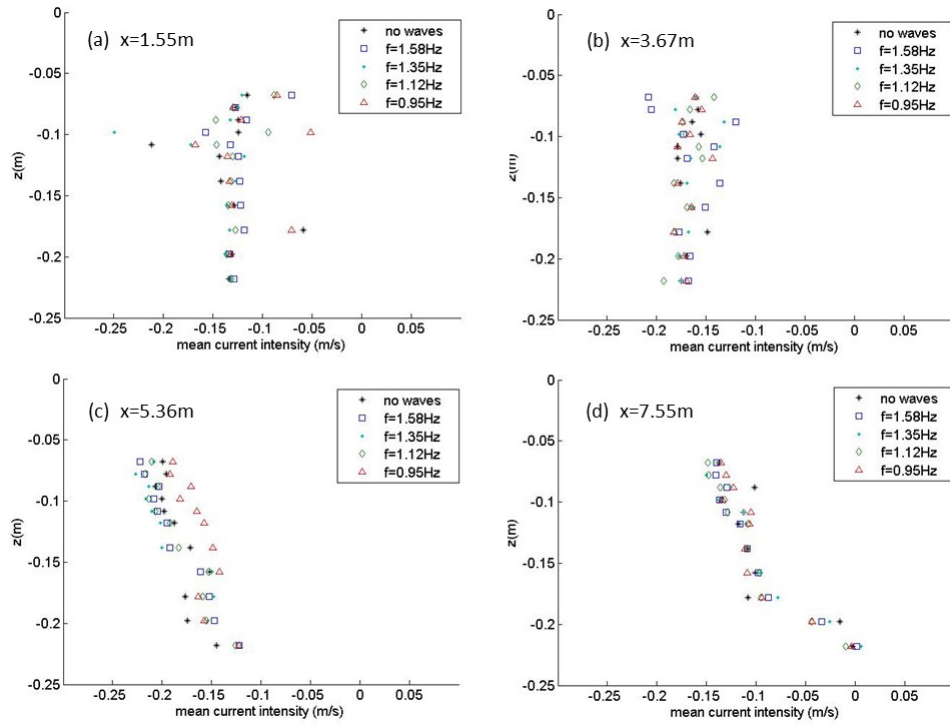 (a) x=1.55m
no waves
f=1.58Hz
f=1.35Hz
f=1.12Hz
f=0.95Hz
0
-0.05
-0.1
-0.15
-0.2
-0.25
z(m)
-0.25 -0.2 -0.15 -0.1 -0.05 0 0.05
mean current intensity (m/s)
(b) x=3.67m
no waves
f=1.58Hz
f=1.35Hz
f=1.12Hz
f=0.95Hz
0
-0.05
-0.1
-0.15
-0.2
-0.25
z(m)
-0.25 -0.2 -0.15 -0.1 -0.05 0 0.05
mean current intensity (m/s)
(c) x=5.36m
no waves
f=1.58Hz
f=1.35Hz
f=1.12Hz
f=0.95Hz
0
-0.05
-0.1
-0.15
-0.2
-0.25
z(m)
-0.25 -0.2 -0.15 -0.1 -0.05 0 0.05
mean current intensity (m/s)
(d) x=7.55m
no waves
f=1.58Hz
f=1.35Hz
f=1.12Hz
f=0.95Hz
0
-0.05
-0.1
-0.15
-0.2
-0.25
z(m)
-0.25 -0.2 -0.15 -0.1 -0.05 0 0.05
mean current intensity (m/s)